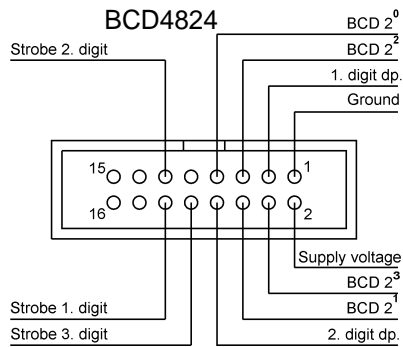 BCD4824
BCD 2⁰
Strobe 2. digit
BCD 2²
1. digit dp.
Ground
15
1
16
2
Supply voltage
BCD 2³
Strobe 1. digit
BCD 2¹
Strobe 3. digit
2. digit dp.